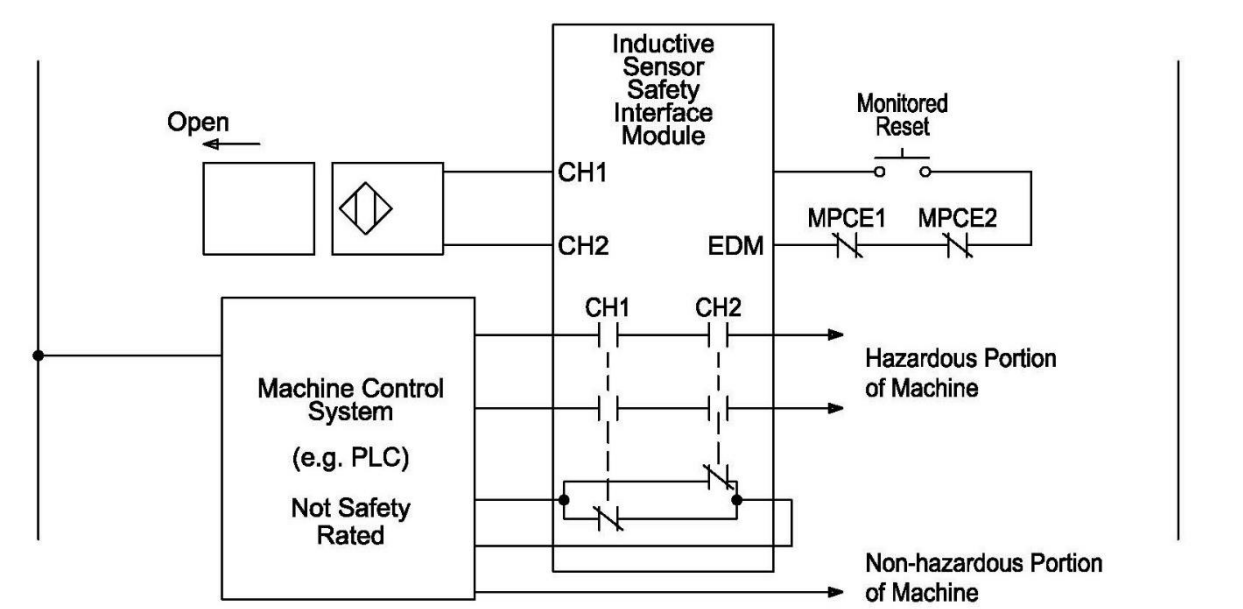 Inductive
Sensor
Safety
Interface
Module
Open
Monitored
Reset
CH1
MPCE1
MPCE2
CH2
EDM
CH1
CH2
Hazardous Portion
of Machine
Machine Control
System
(e.g. PLC)
Not Safety
Rated
Non-hazardous Portion
of Machine